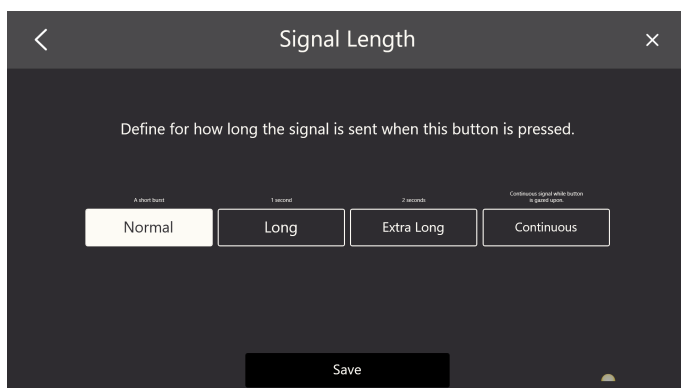 Signal Length
Define for how long the signal is sent when this button is pressed.
A short burst
1 second
2 seconds
Continuous signal while button
is gazed upon.
Normal
Long
Extra Long
Continuous
Save